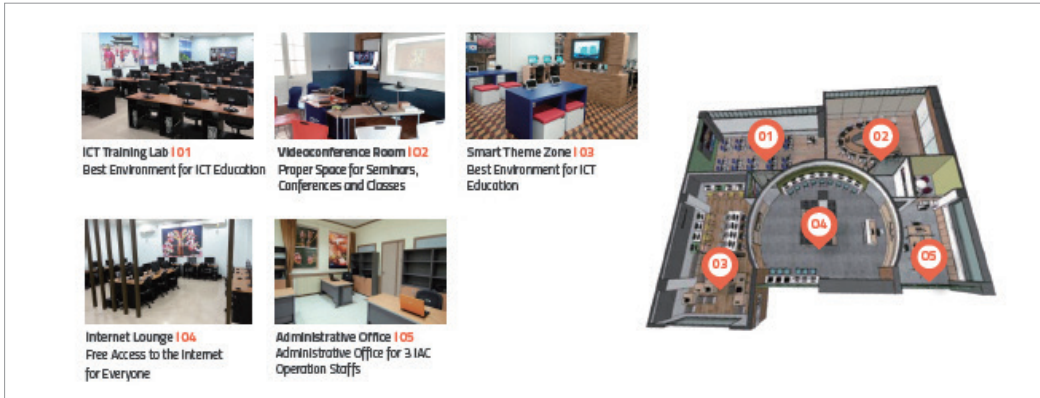 ICT Training Lab | 01
Best Environment for ICT Education
Videoconference Room | 02
Proper Space for Seminars,
Conferences and Classes
Smart Theme Zone | 03
Best Environment for ICT
Education
Internet Lounge | 04
Free Access to the Internet
for Everyone
Administrative Office | 05
Administrative Office for 3 IAC
Operation Staffs
01
02
03
04
05